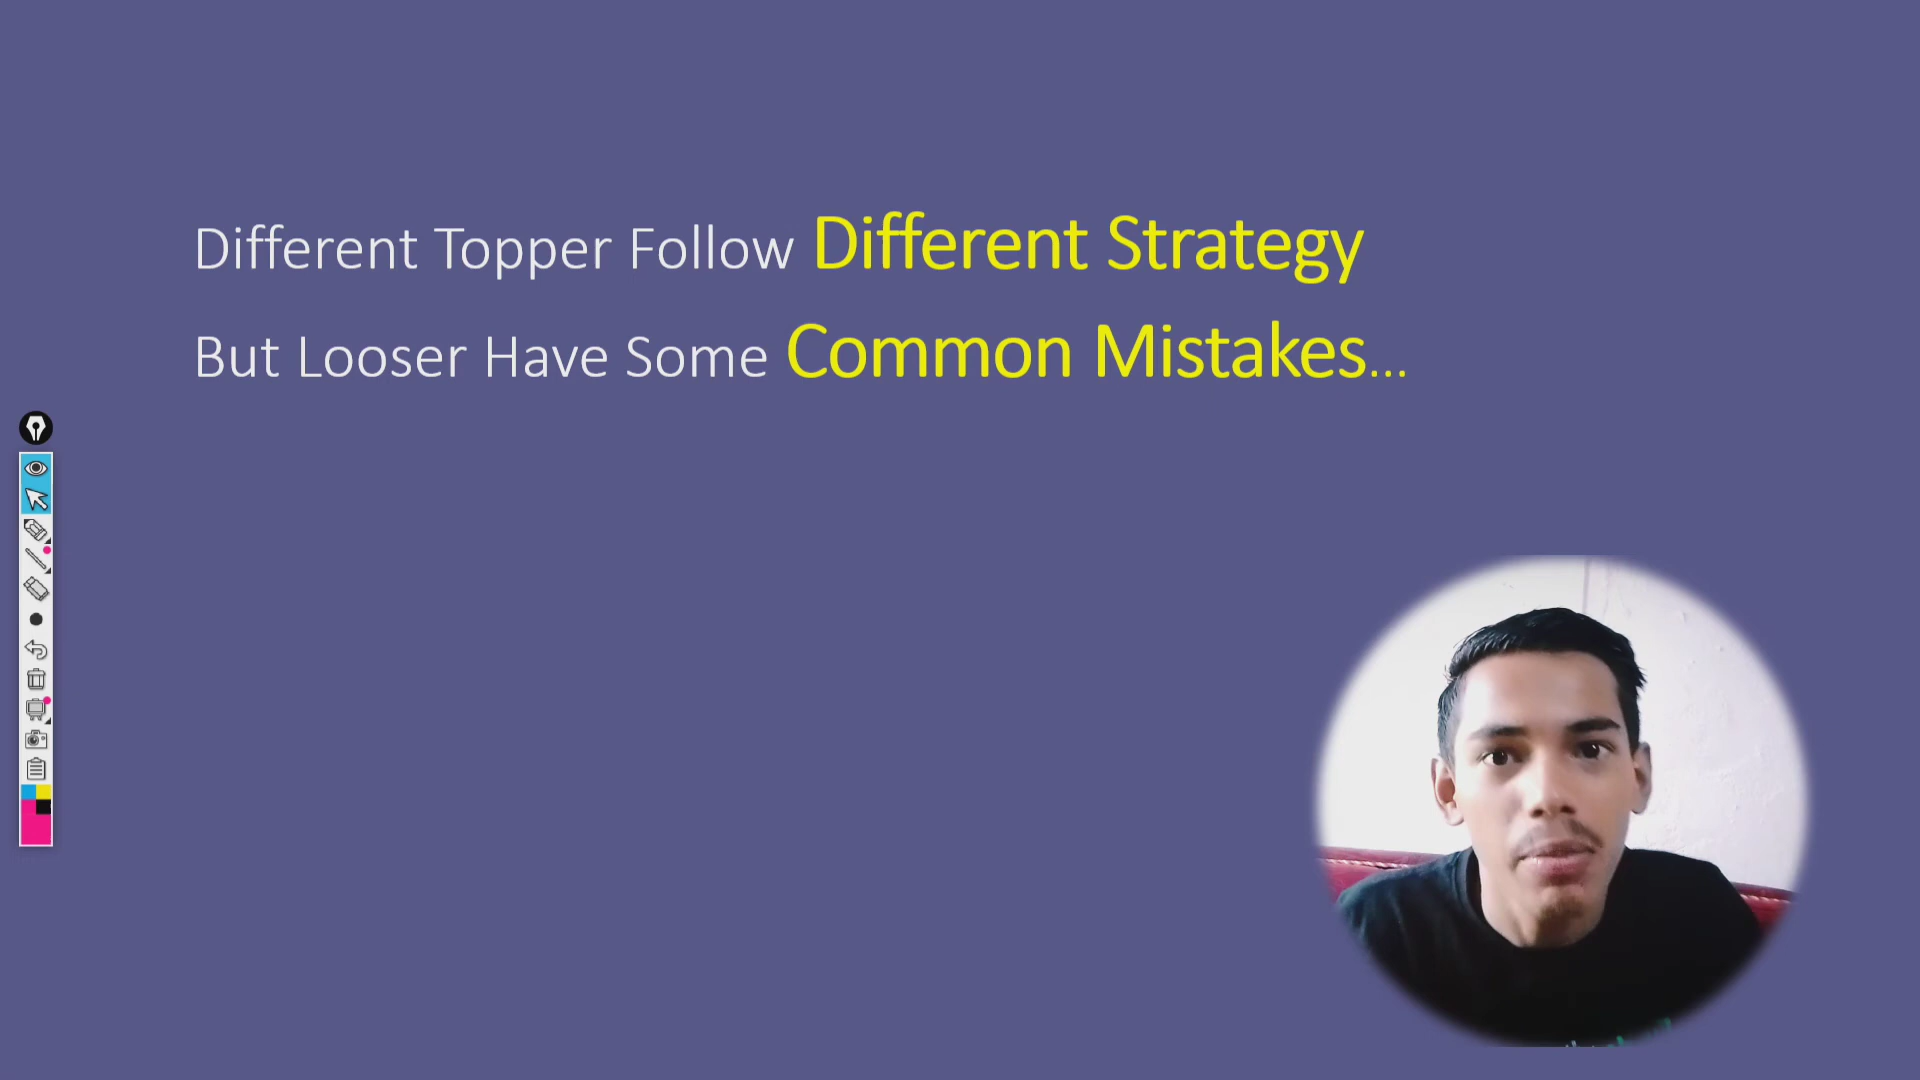 Different Topper Follow Different Strategy
But Looser Have Some Common Mistakes...